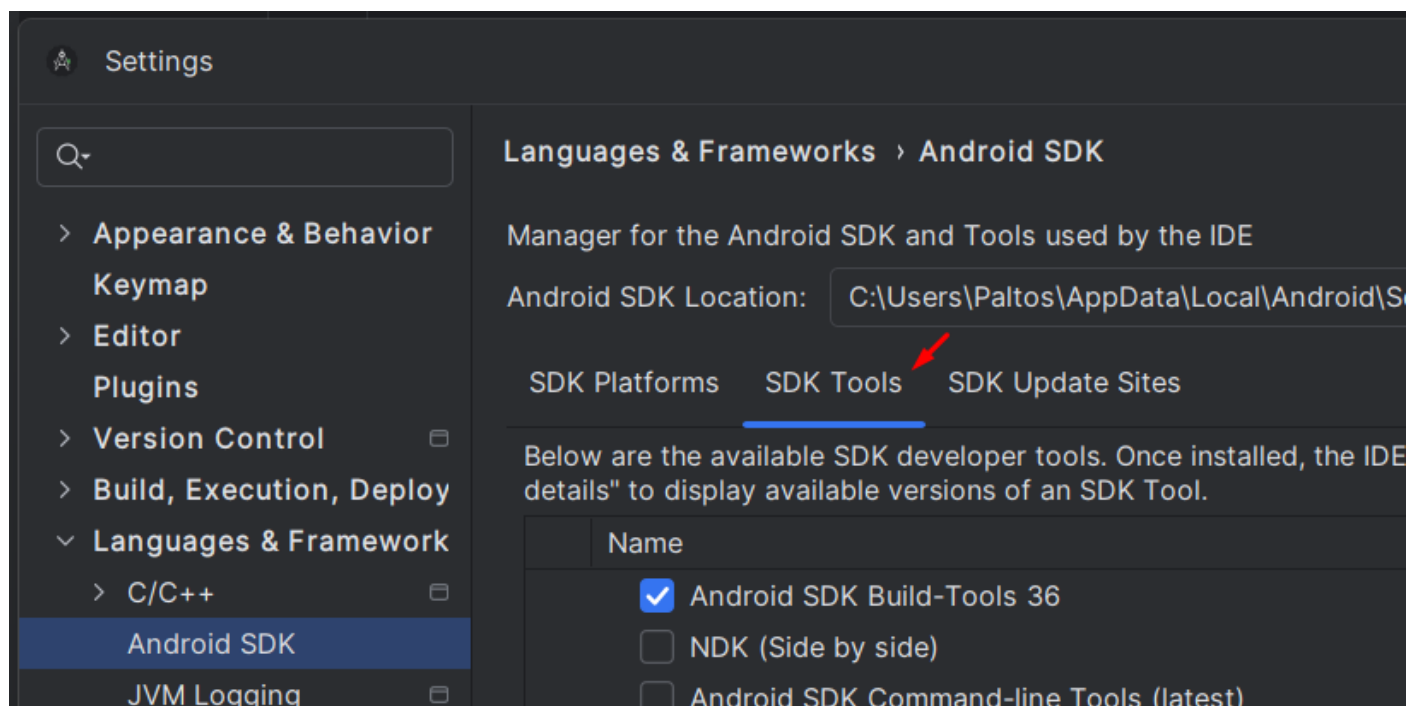 Settings
Languages & Frameworks › Android SDK
Appearance & Behavior
Keymap
Editor
Plugins
Version Control
Build, Execution, Deploy
Languages & Framework
C/C++
Android SDK
JVM Logging
Manager for the Android SDK and Tools used by the IDE
Android SDK Location: C:\Users\Paltos\AppData\Local\Android\S
SDK Platforms SDK Tools SDK Update Sites
Below are the available SDK developer tools. Once installed, the IDE
details" to display available versions of an SDK Tool.
Name
Android SDK Build-Tools 36
NDK (Side by side)
Android SDK Command-line Tools (latest)